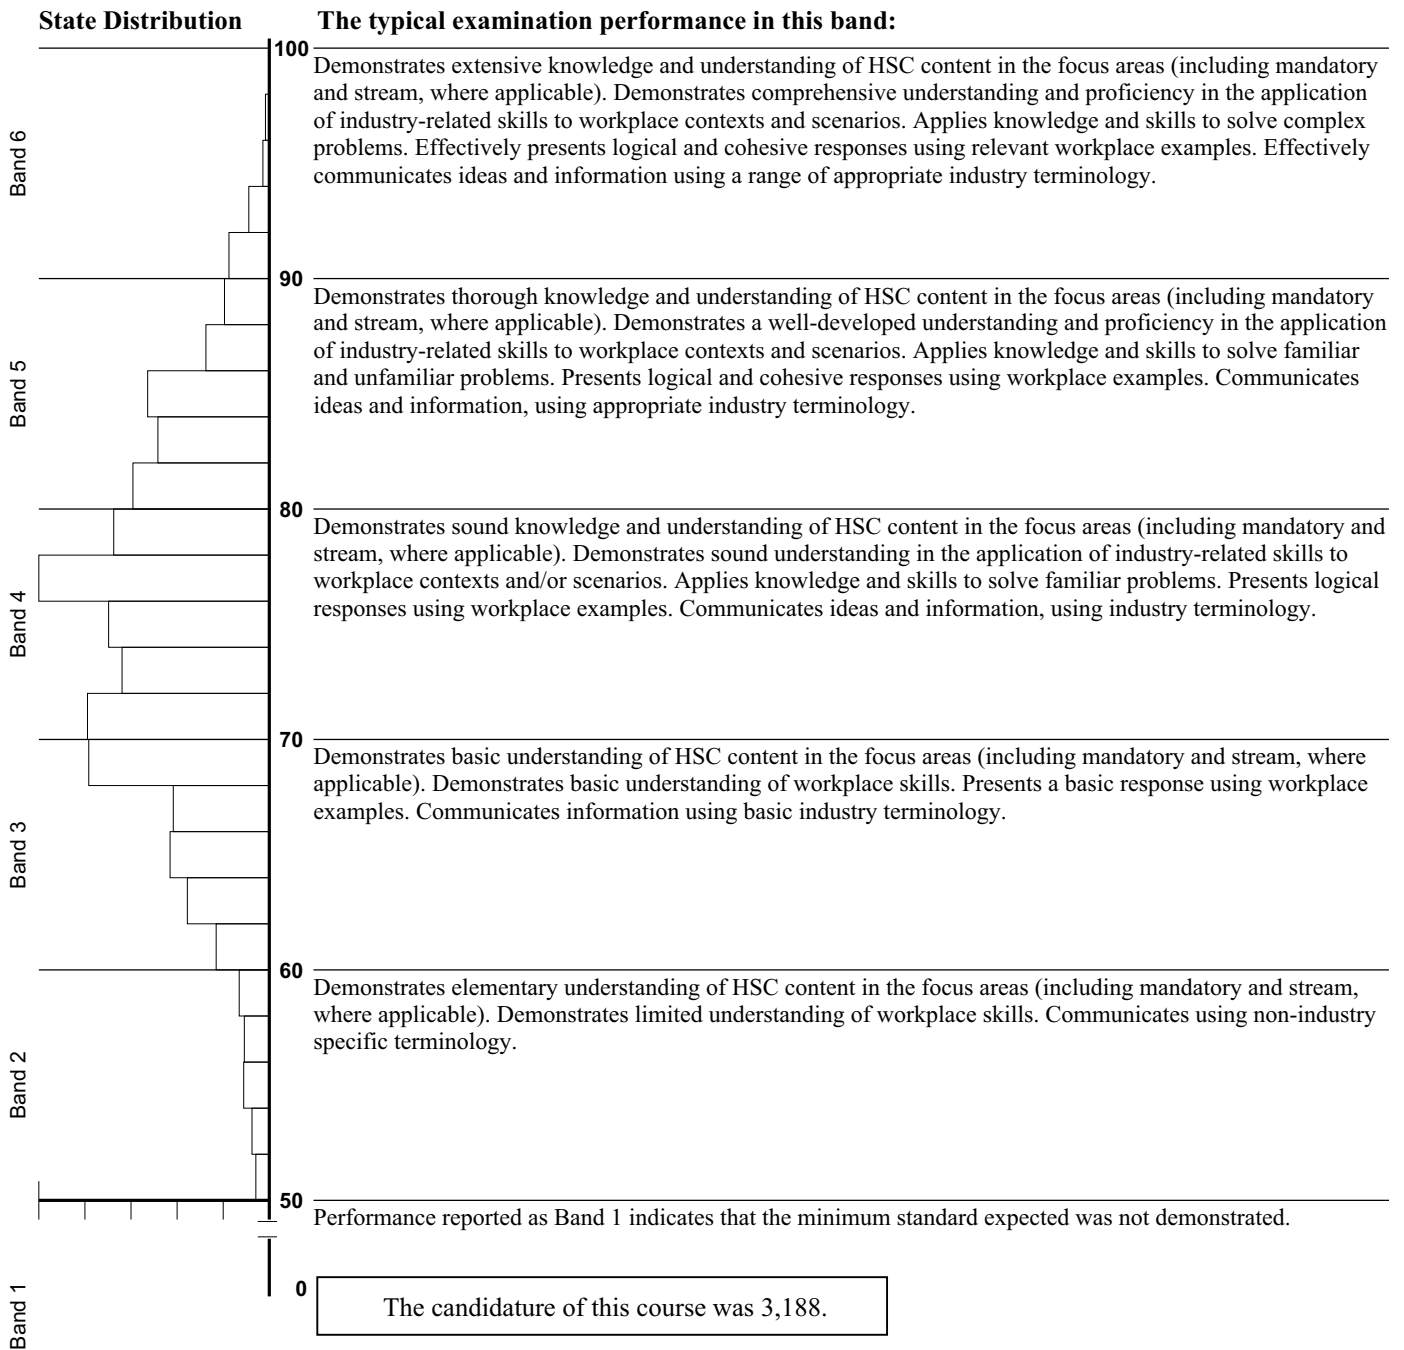 State Distribution
The typical examination performance in this band:
100
Band 6
Demonstrates extensive knowledge and understanding of HSC content in the focus areas (including mandatory
and stream, where applicable). Demonstrates comprehensive understanding and proficiency in the application
of industry-related skills to workplace contexts and scenarios. Applies knowledge and skills to solve complex
problems. Effectively presents logical and cohesive responses using relevant workplace examples. Effectively
communicates ideas and information using a range of appropriate industry terminology.
90
Band 5
Demonstrates thorough knowledge and understanding of HSC content in the focus areas (including mandatory
and stream, where applicable). Demonstrates a well-developed understanding and proficiency in the application
of industry-related skills to workplace contexts and scenarios. Applies knowledge and skills to solve familiar
and unfamiliar problems. Presents logical and cohesive responses using workplace examples. Communicates
ideas and information, using appropriate industry terminology.
80
Band 4
Demonstrates sound knowledge and understanding of HSC content in the focus areas (including mandatory and
stream, where applicable). Demonstrates sound understanding in the application of industry-related skills to
workplace contexts and/or scenarios. Applies knowledge and skills to solve familiar problems. Presents logical
responses using workplace examples. Communicates ideas and information, using industry terminology.
70
Band 3
Demonstrates basic understanding of HSC content in the focus areas (including mandatory and stream, where
applicable). Demonstrates basic understanding of workplace skills. Presents a basic response using workplace
examples. Communicates information using basic industry terminology.
60
Band 2
Demonstrates elementary understanding of HSC content in the focus areas (including mandatory and stream,
where applicable). Demonstrates limited understanding of workplace skills. Communicates using non-industry
specific terminology.
50
Performance reported as Band 1 indicates that the minimum standard expected was not demonstrated.
0
Band 1
The candidature of this course was 3,188.